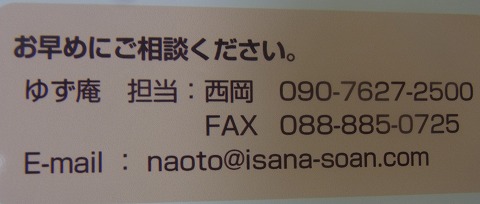 お早めにご相談ください。
ゆず庵　担当：西岡　090-7627-2500
FAX　088-885-0725
E-mail ： naoto@isana-soan.com